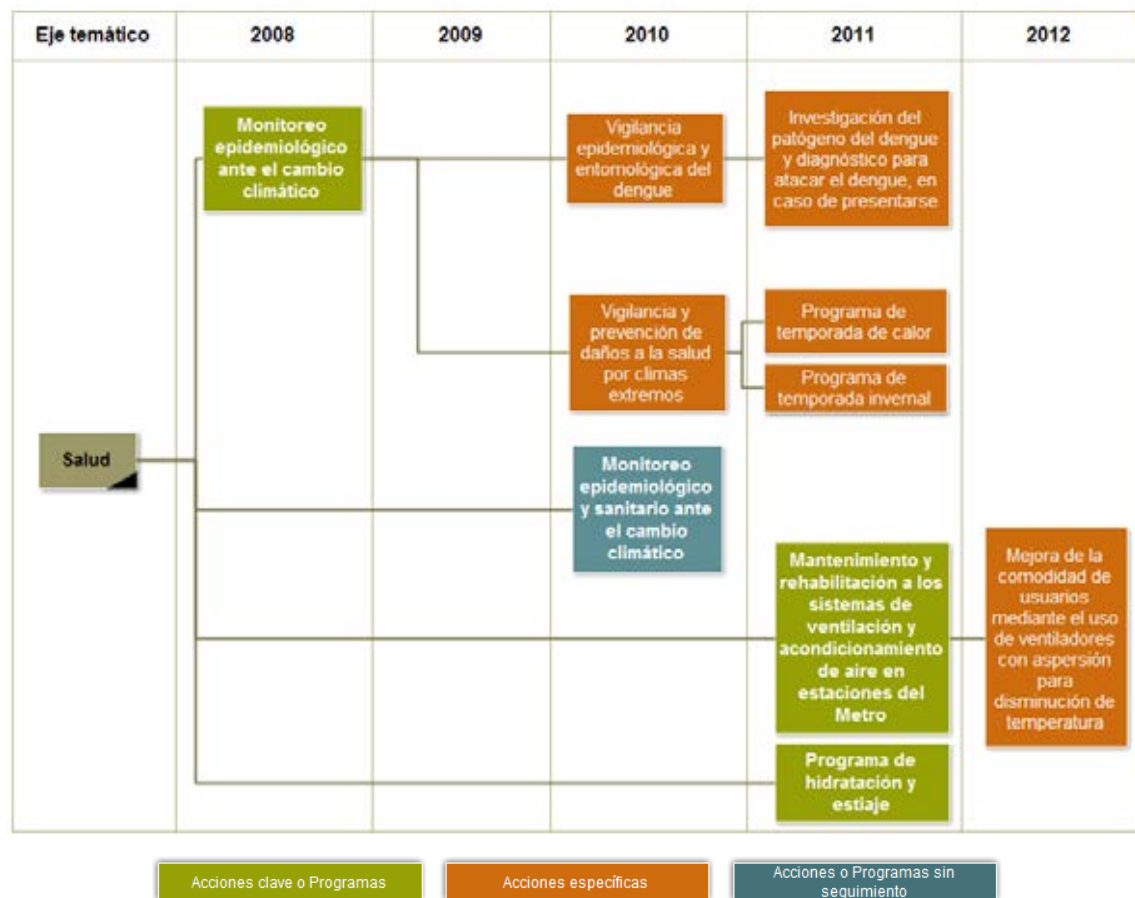 Eje temático
2008
2009
2010
2011
2012
Monitoreo
epidemiológico
ante el cambio
climático
Vigilancia
epidemiológica y
entomológica del
dengue
Investigación del
patógeno del dengue
y diagnóstico para
atacar el dengue, en
caso de presentarse
Vigilancia y
prevención de
daños a la salud
por climas
extremos
Programa de
temporada de calor
Programa de
temporada invernal
Salud
Monitoreo
epidemiológico
y sanitario ante
el cambio
climático
Mantenimiento y
rehabilitación a los
sistemas de
ventilación y
acondicionamiento
de aire en
estaciones del
Metro
Mejora de la
comodidad de
usuarios
mediante el uso
de ventiladores
con aspersión
para
disminución de
temperatura
Programa de
hidratación y
estiaje
Acciones clave o Programas
Acciones específicas
Acciones o Programas sin
seguimiento